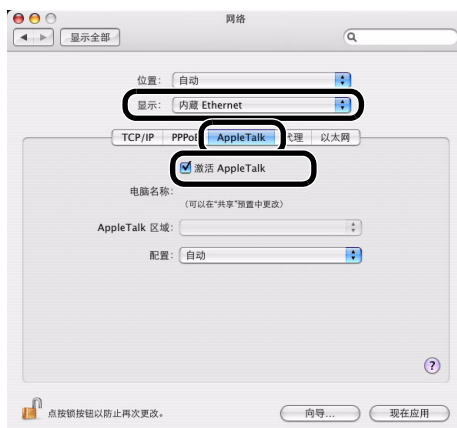 网络
显示全部
位置: 自动
显示: 内藏 Ethernet
TCP/IP PPPoE AppleTalk 代理 以太网
激活 AppleTalk
电脑名称:
(可以在“共享”预置中更改)
AppleTalk 区域:
配置: 自动
?
点按锁按钮以防止再次更改。
向导... 现在应用